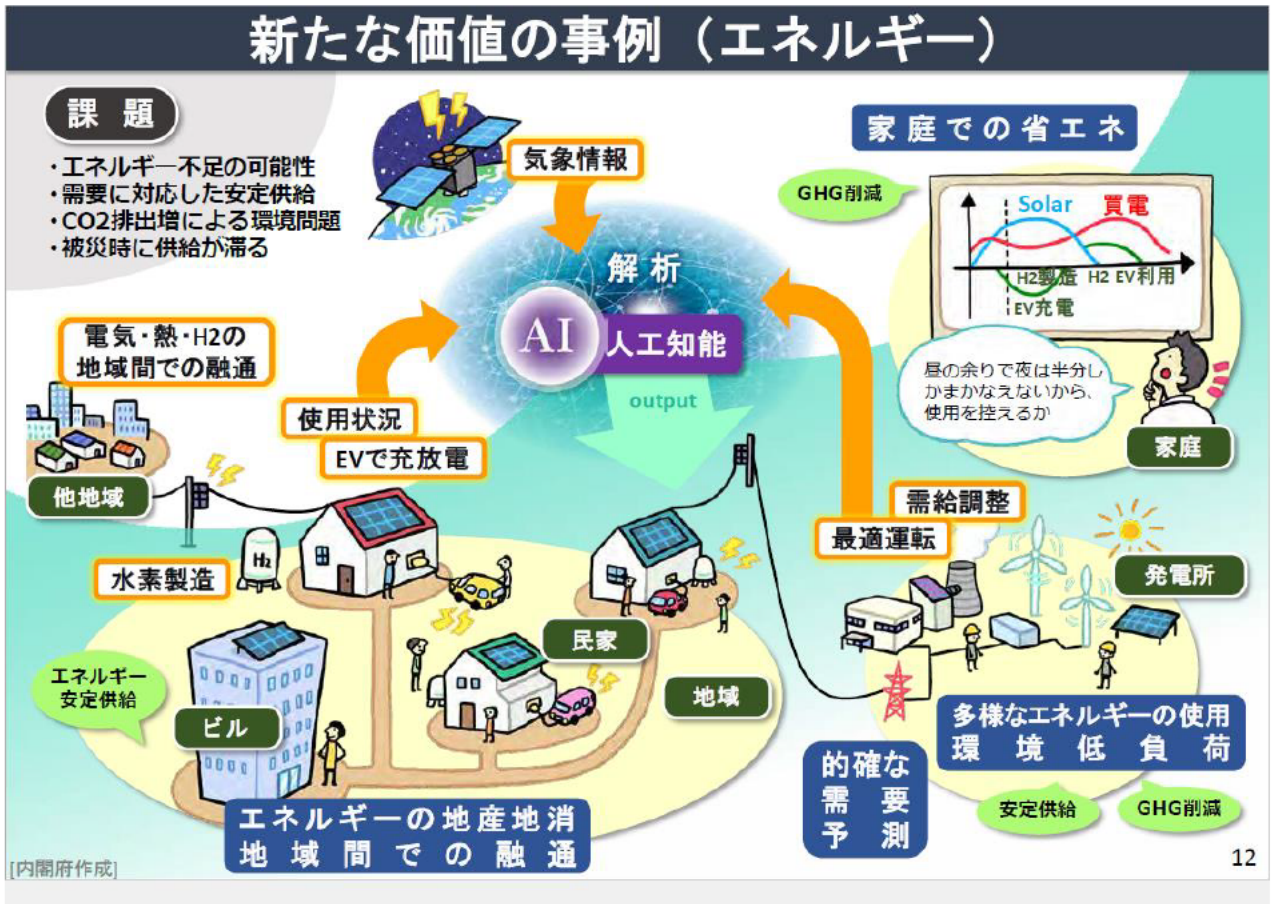 新たな価値の事例（エネルギー）
課題
・エネルギー不足の可能性
・需要に対応した安定供給
・CO2排出増による環境問題
・被災時に供給が滞る
気象情報
家庭での省エネ
GHG削減
Solar 買電
H2製造 H2 EV利用
EV充電
解析
AI 人工知能
output
昼の余りで夜は半分し
かまかなえないから、
使用を控えるか
家庭
電気・熱・H2の
地域間での融通
使用状況
EVで充放電
他地域
H₂
水素製造
需給調整
最適運転
発電所
民家
地域
エネルギー
安定供給
ビル
多様なエネルギーの使用
環境低負荷
的確な
需要
予測
安定供給
GHG削減
エネルギーの地産地消
地域間での融通
[内閣府作成]
12